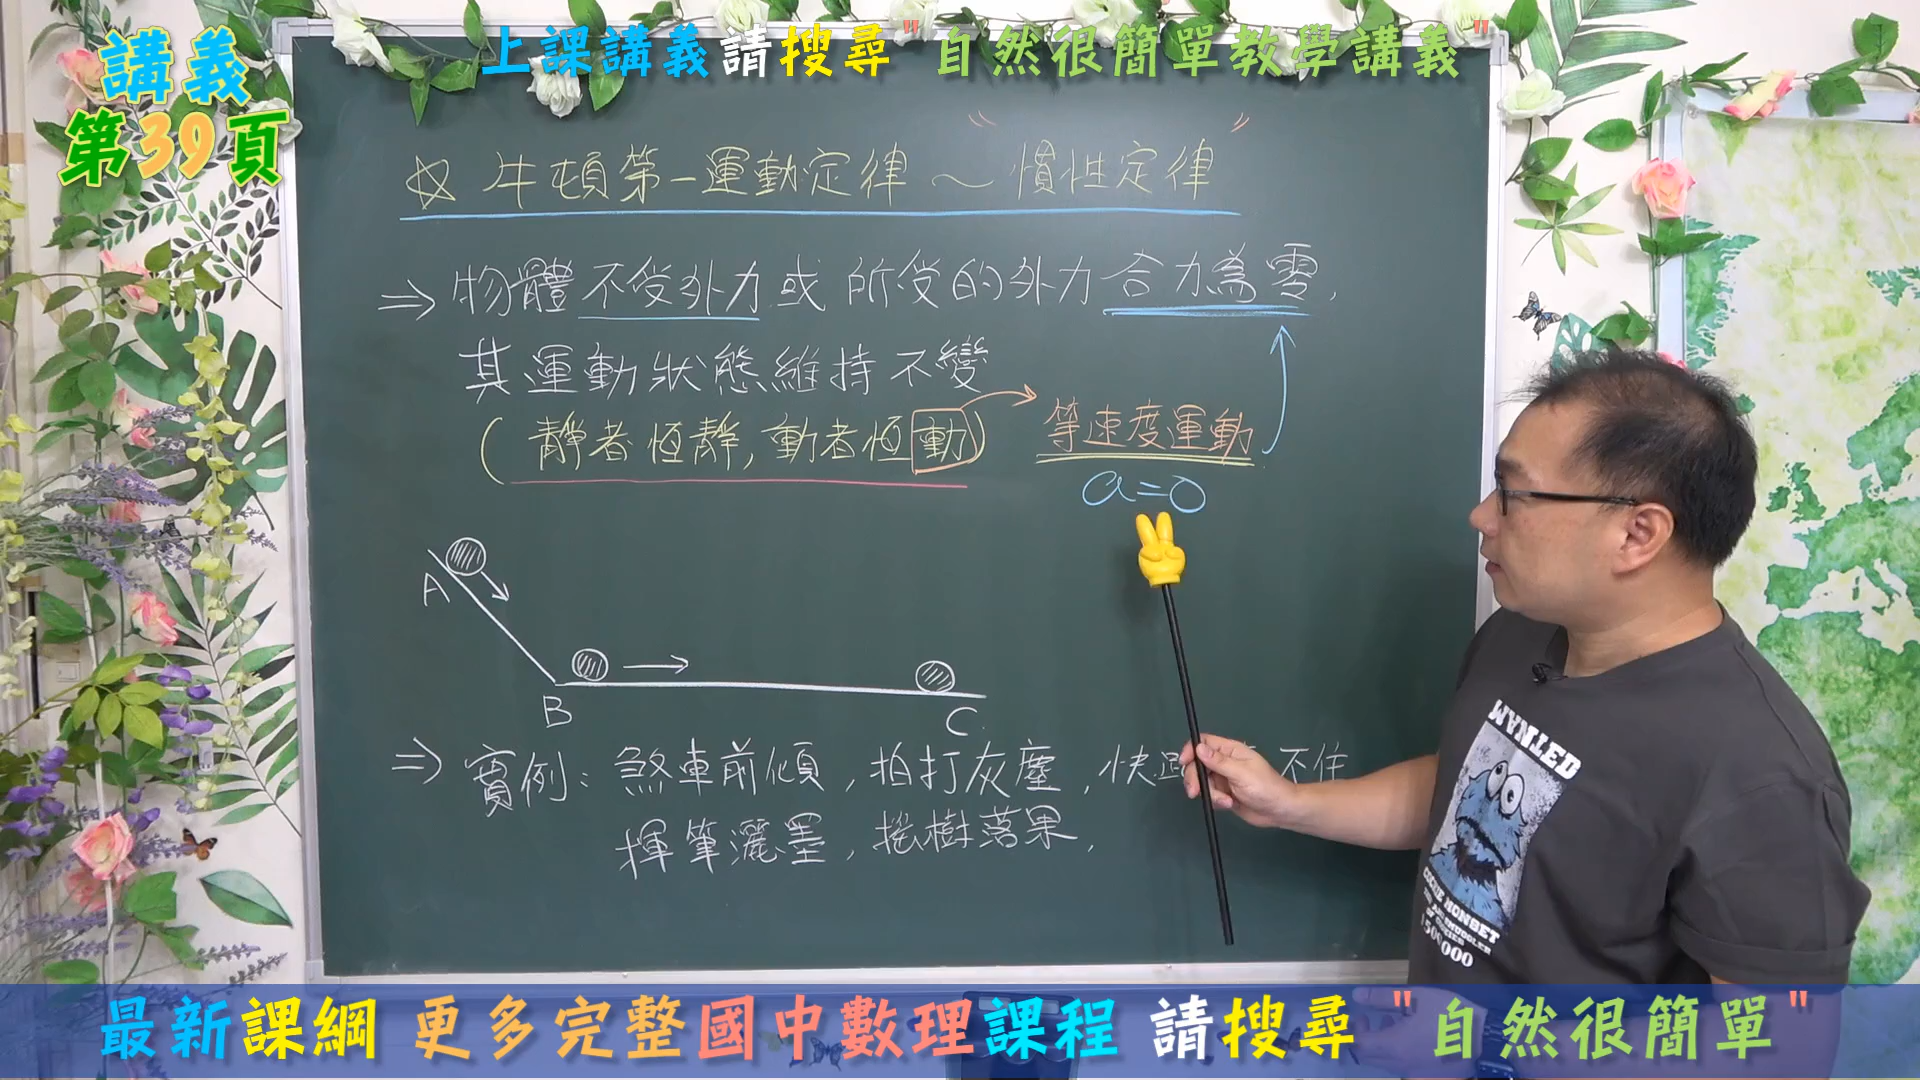 上課講義請搜尋"自然很簡單教學講義"
講義
第39頁
☆ 牛頓第一運動定律 ~ "慣性定律"
⇒ 物體不受外力或所受的外力合力為零,
其運動狀態維持不變
(靜者恆靜,動者恆動) → 等速度運動
a=0
A
B
C
⇒ 實例: 煞車前傾,拍打灰塵,快跑 不住
揮筆灑墨,搖樹落果,
WANTED
COOKIE MONSTER
最新課綱 更多完整國中數理課程 請搜尋 "自然很簡單"